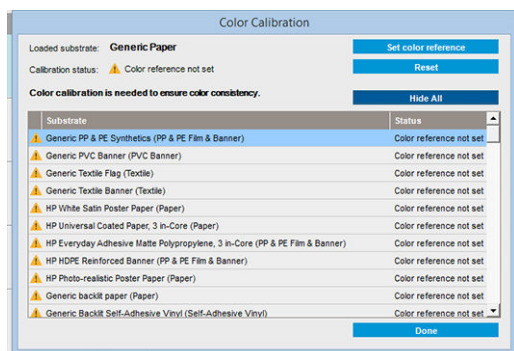 Color Calibration
Loaded substrate: Generic Paper
Set color reference
Calibration status: Color reference not set
Reset
Color calibration is needed to ensure color consistency.
Hide All
Substrate Status
Generic PP & PE Synthetics (PP & PE Film & Banner) Color reference not set
Generic PVC Banner (PVC Banner) Color reference not set
Generic Textile Flag (Textile) Color reference not set
Generic Textile Banner (Textile) Color reference not set
HP White Satin Poster Paper (Paper) Color reference not set
HP Universal Coated Paper, 3 in-Core (Paper) Color reference not set
HP Everyday Adhesive Matte Polypropylene, 3 in-Core (PP & PE Film & Banner) Color reference not set
HP HDPE Reinforced Banner (PP & PE Film & Banner) Color reference not set
HP Photo-realistic Poster Paper (Paper) Color reference not set
Generic backlit paper (Paper) Color reference not set
Generic Backlit Self-Adhesive Vinyl (Self-Adhesive Vinyl) Color reference not set
Done